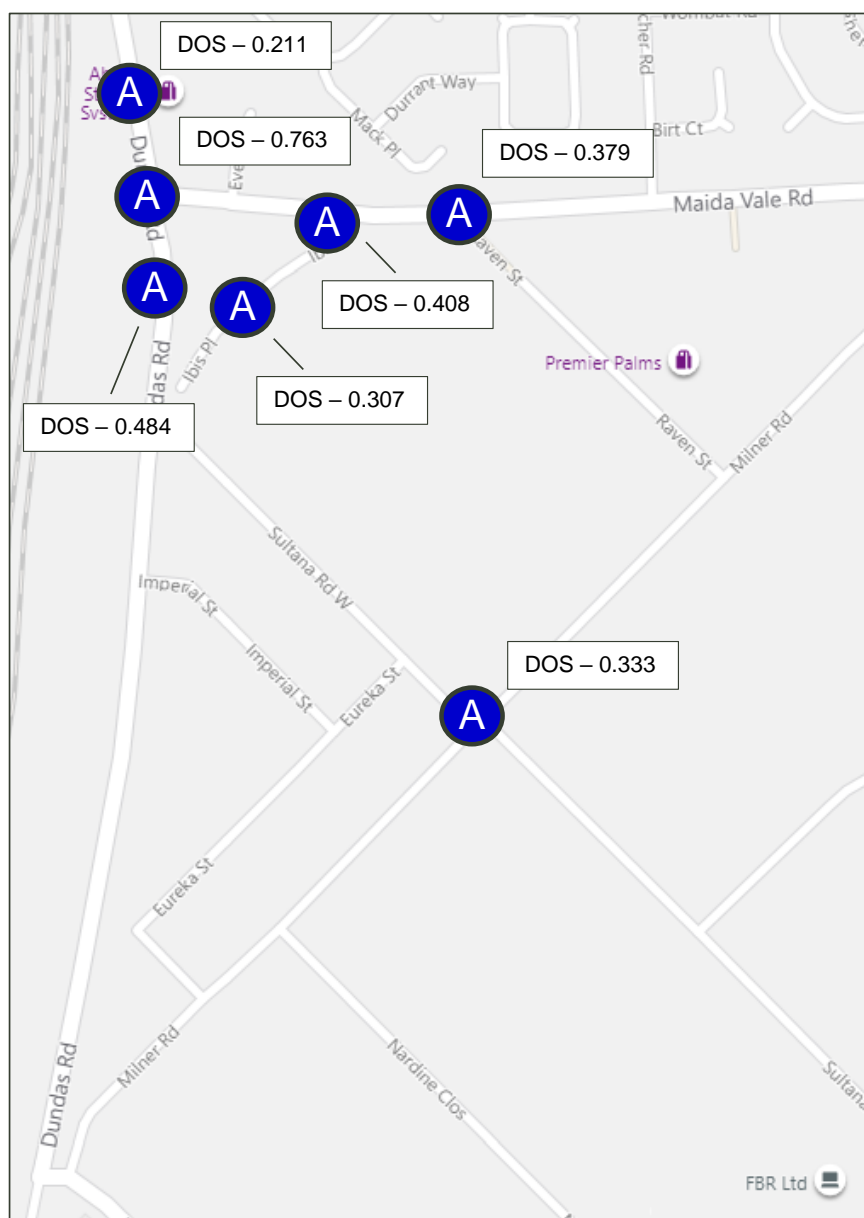 DOS – 0.211
A
DOS – 0.763
A
Mack Pl
Durrant Way
Birt Ct
DOS – 0.379
A
A
Maida Vale Rd
A
A
DOS – 0.408
Raven St
Ibis Pl
DOS – 0.307
Premier Palms
DOS – 0.484
Raven St
Milner Rd
Sultana Rd W
Imperial St
Imperial St
Eureka St
DOS – 0.333
A
Eureka St
Milner Rd
Dundas Rd
Nardine Clos
Sultana
FBR Ltd